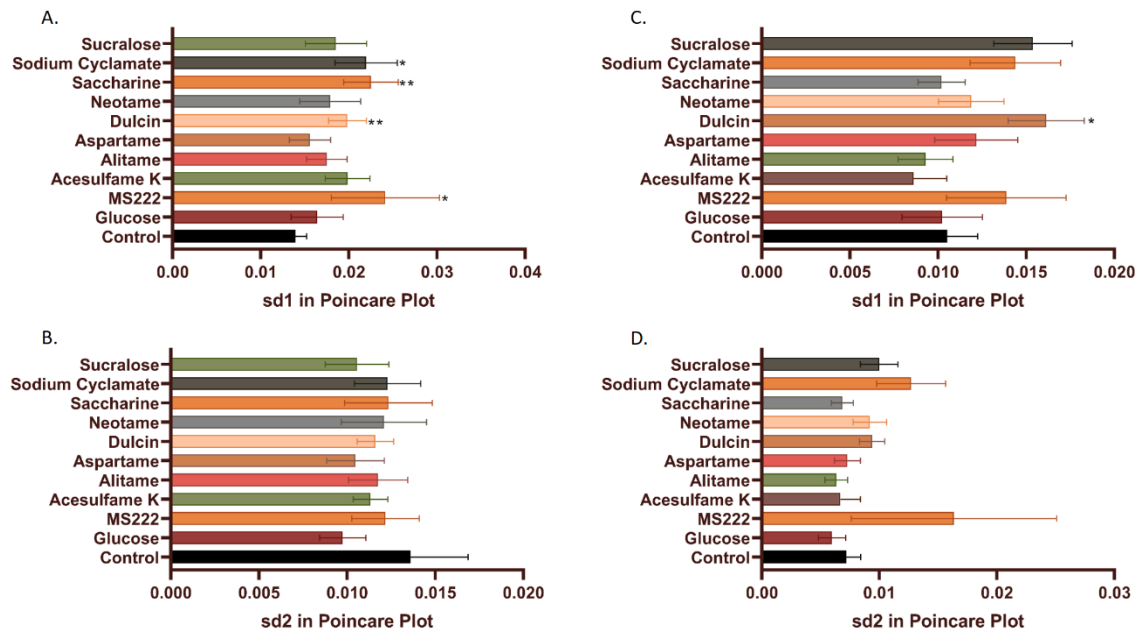 A.
Sucralose
Sodium Cyclamate
*
Saccharine
**
Neotame
Dulcin
**
Aspartame
Alitame
Acesulfame K
MS222
*
Glucose
Control
0.00 0.01 0.02 0.03 0.04
sd1 in Poincare Plot
C.
Sucralose
Sodium Cyclamate
Saccharine
Neotame
Dulcin
*
Aspartame
Alitame
Acesulfame K
MS222
Glucose
Control
0.000 0.005 0.010 0.015 0.020
sd1 in Poincare Plot
B.
Sucralose
Sodium Cyclamate
Saccharine
Neotame
Dulcin
Aspartame
Alitame
Acesulfame K
MS222
Glucose
Control
0.000 0.005 0.010 0.015 0.020
sd2 in Poincare Plot
D.
Sucralose
Sodium Cyclamate
Saccharine
Neotame
Dulcin
Aspartame
Alitame
Acesulfame K
MS222
Glucose
Control
0.00 0.01 0.02 0.03
sd2 in Poincare Plot